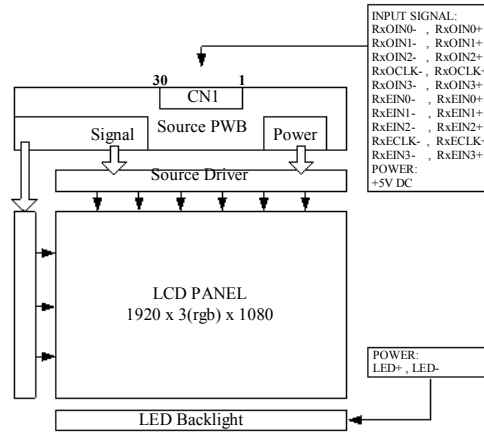 INPUT SIGNAL:
RxOIN0- , RxOIN0+
RxOIN1- , RxOIN1+
RxOIN2- , RxOIN2+
RxOCLK- , RxOCLK+
RxOIN3- , RxOIN3+
RxEIN0- , RxEIN0+
RxEIN1- , RxEIN1+
RxEIN2- , RxEIN2+
RxECLK- , RxECLK+
RxEIN3- , RxEIN3+
POWER:
+5V DC
30 1
CN1
Source PWB
Signal
Power
Source Driver
LCD PANEL
1920 x 3(rgb) x 1080
POWER:
LED+ , LED-
LED Backlight